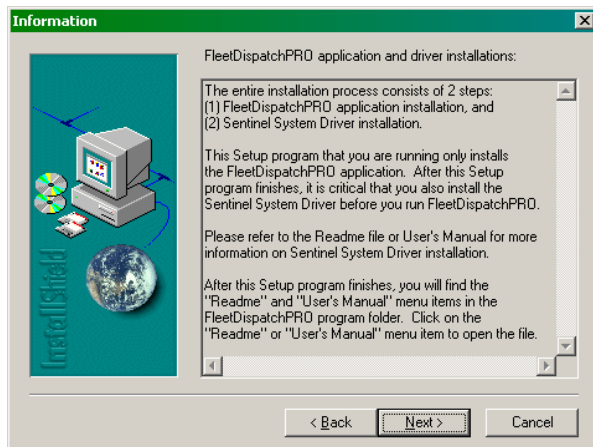 Information
FleetDispatchPRO application and driver installations:
The entire installation process consists of 2 steps:
(1) FleetDispatchPRO application installation, and
(2) Sentinel System Driver installation.
This Setup program that you are running only installs
the FleetDispatchPRO application.  After this Setup
program finishes, it is critical that you also install the
Sentinel System Driver before you run FleetDispatchPRO.
Please refer to the Readme file or User's Manual for more
information on Sentinel System Driver installation.
After this Setup program finishes, you will find the
"Readme" and "User's Manual" menu items in the
FleetDispatchPRO program folder.  Click on the
"Readme" or "User's Manual" menu item to open the file.
InstallShield
< Back
Next >
Cancel